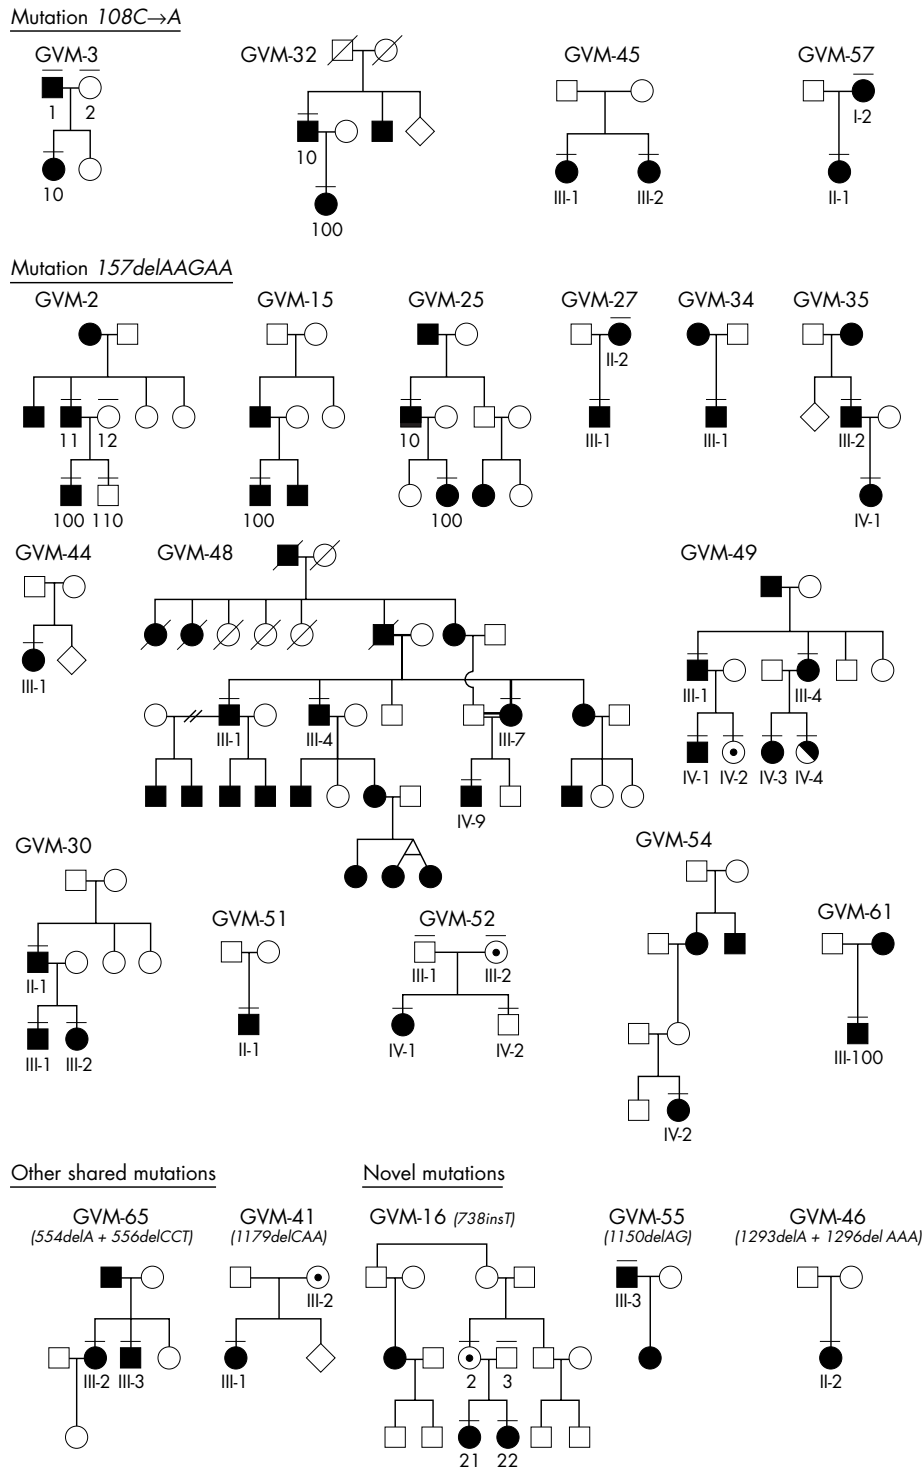 Mutation 108C→A
GVM-3 GVM-32 GVM-45 GVM-57
1 2 I-2
10
10 III-1 III-2 II-1
100
Mutation 157delAAGAA
GVM-2 GVM-15 GVM-25 GVM-27 GVM-34 GVM-35
II-2
11 12 10 III-1 III-1 III-2
100 110 100 100 IV-1
GVM-44 GVM-48 GVM-49
III-1 III-1 III-4
III-1 III-4 III-7
IV-1 IV-2 IV-3 IV-4
IV-9
GVM-30 GVM-54
GVM-51 GVM-52 GVM-61
II-1 III-1 III-2
III-1 III-2 II-1 IV-1 IV-2 III-100
IV-2
Other shared mutations Novel mutations
GVM-65 GVM-41 GVM-16 (738insT) GVM-55 GVM-46
(554delA + 556delCCT) (1179delCAA) (1150delAG) (1293delA + 1296del AAA)
III-2 III-3
III-2 III-3 III-1 2 3 II-2
21 22